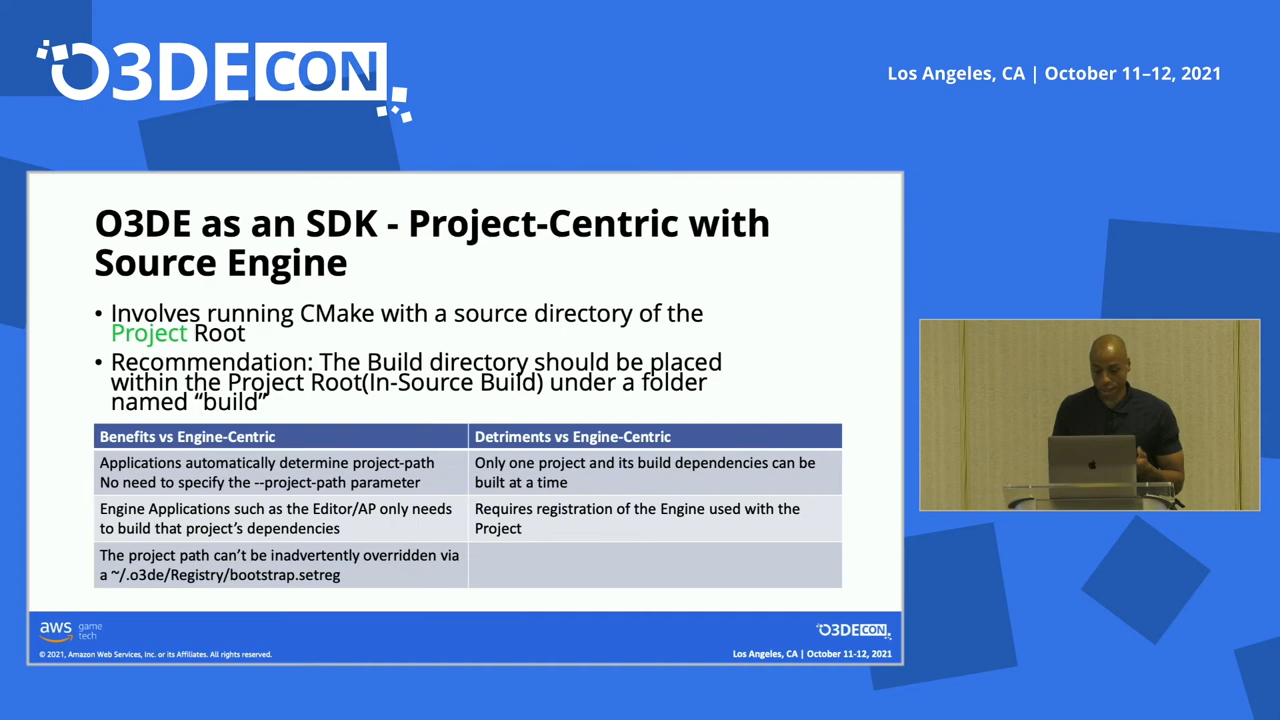 O3DECON
Los Angeles, CA | October 11–12, 2021
O3DE as an SDK - Project-Centric with
Source Engine
• Involves running CMake with a source directory of the
Project Root
• Recommendation: The Build directory should be placed
within the Project Root(In-Source Build) under a folder
named “build”
Benefits vs Engine-Centric
Detriments vs Engine-Centric
Applications automatically determine project-path
No need to specify the --project-path parameter
Only one project and its build dependencies can be
built at a time
Engine Applications such as the Editor/AP only needs
to build that project’s dependencies
Requires registration of the Engine used with the
Project
The project path can’t be inadvertently overridden via
a ~/.o3de/Registry/bootstrap.setreg
aws game
tech
O3DECON
© 2021, Amazon Web Services, Inc. or its Affiliates. All rights reserved.
Los Angeles, CA | October 11-12, 2021